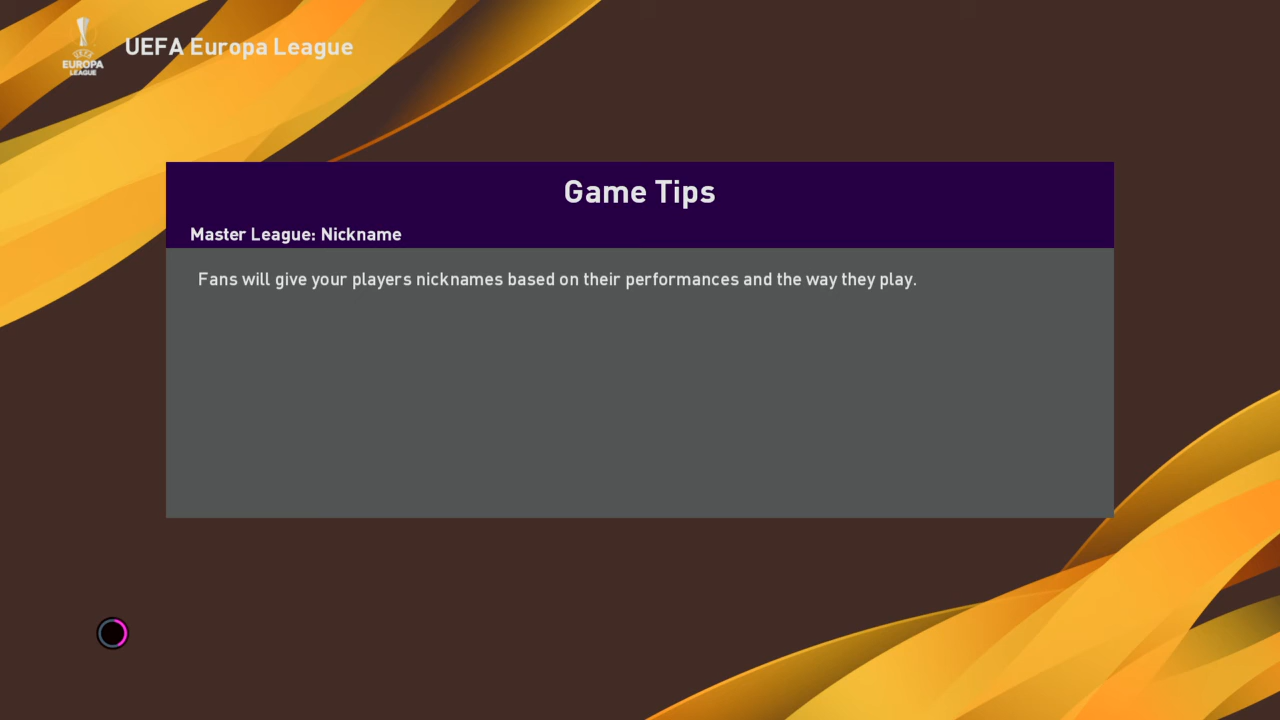 UEFA Europa League
UEFA
EUROPA
LEAGUE
Game Tips
Master League: Nickname
Fans will give your players nicknames based on their performances and the way they play.